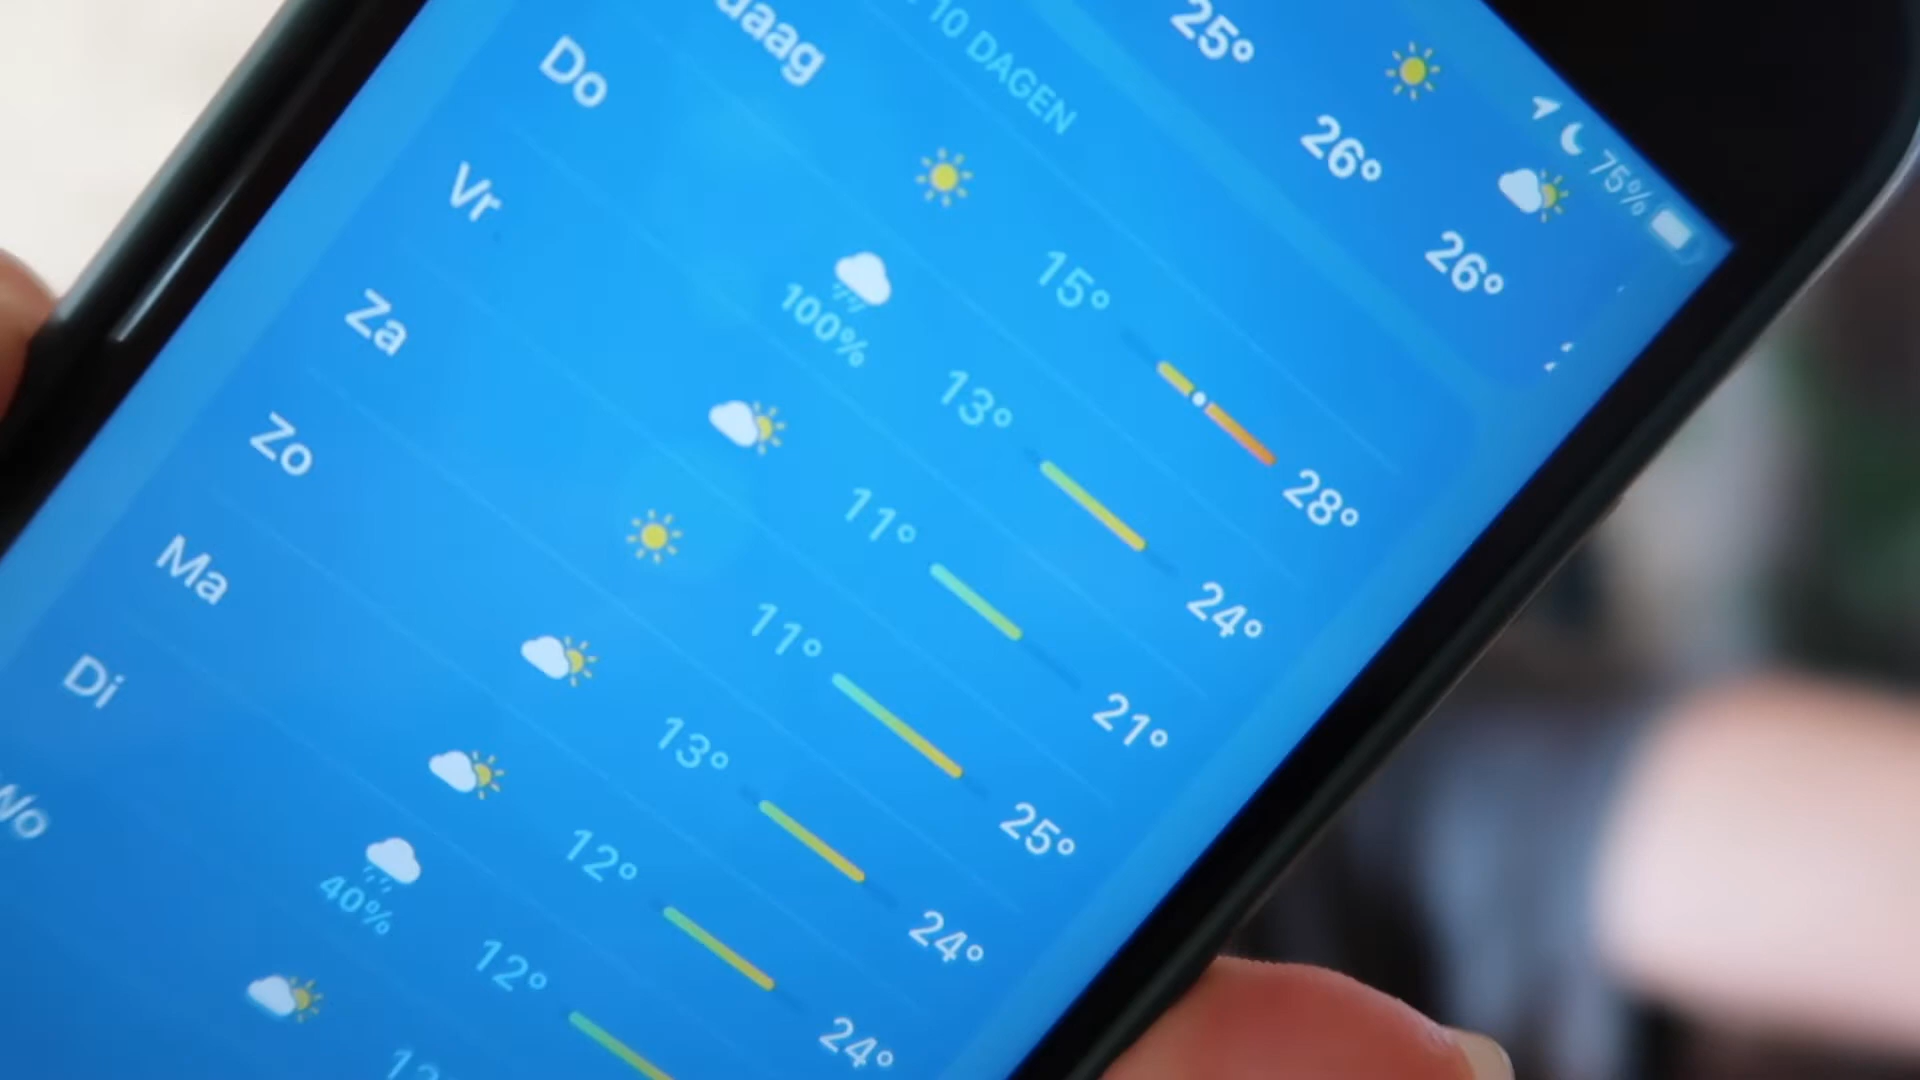 75%
25° 26° 26°
10 DAGEN
daag 15° 28°
Do 100% 13° 24°
Vr 11° 21°
Za 11° 25°
Zo 13° 24°
Ma 12° 24°
Di 40% 12°
Wo